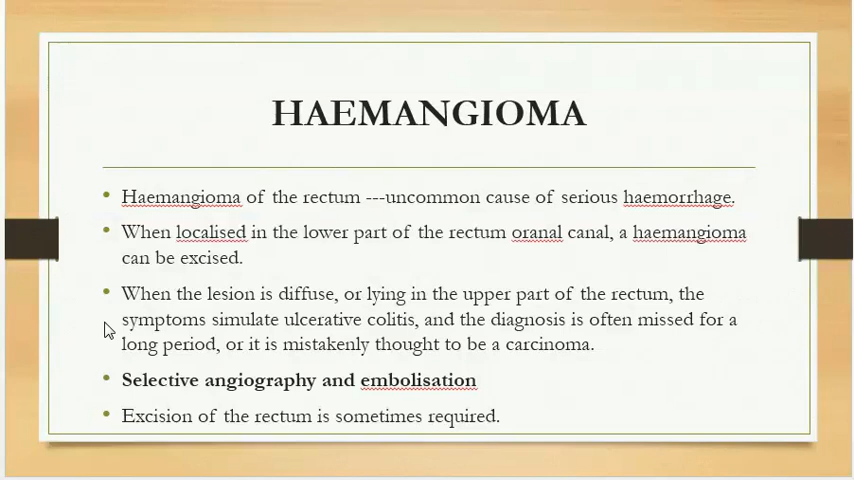 HAEMANGIOMA
• Haemangioma of the rectum ---uncommon cause of serious haemorrhage.
• When localised in the lower part of the rectum oranal canal, a haemangioma
can be excised.
• When the lesion is diffuse, or lying in the upper part of the rectum, the
symptoms simulate ulcerative colitis, and the diagnosis is often missed for a
long period, or it is mistakenly thought to be a carcinoma.
• Selective angiography and embolisation
• Excision of the rectum is sometimes required.